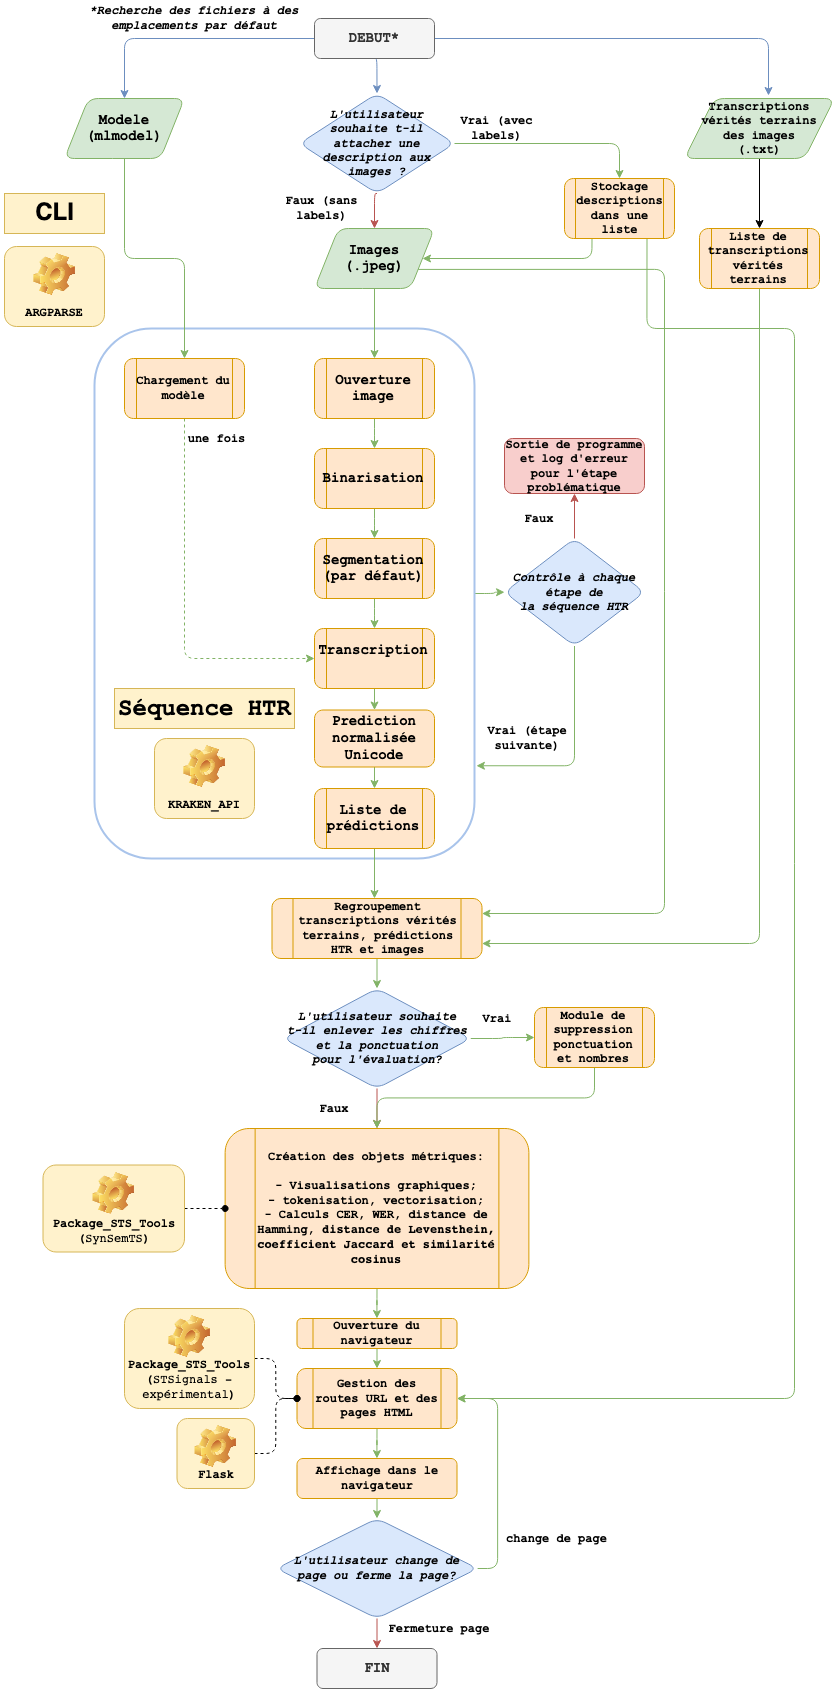 *Recherche des fichiers à des
emplacements par défaut
DEBUT*
Modele
(mlmodel)
L'utilisateur
souhaite t-il
attacher une
description aux
images ?
Vrai (avec
labels)
Transcriptions
vérités terrains
des images
(.txt)
Faux (sans
labels)
Stockage
descriptions
dans une
liste
CLI
ARGPARSE
Images
(.jpeg)
Liste de
transcriptions
vérités
terrains
Chargement du
modèle
une fois
Ouverture
image
Binarisation
Segmentation
(par défaut)
Transcription
Sortie de programme
et log d'erreur
pour l'étape
problématique
Faux
Contrôle à chaque
étape de
la séquence HTR
Vrai (étape
suivante)
Séquence HTR
KRAKEN_API
Prediction
normalisée
Unicode
Liste de
prédictions
Regroupement
transcriptions vérités
terrains, prédictions
HTR et images
L'utilisateur souhaite
t-il enlever les chiffres
et la ponctuation
pour l'évaluation?
Vrai
Module de
suppression
ponctuation
et nombres
Faux
Création des objets métriques:
- Visualisations graphiques;
- tokenisation, vectorisation;
- Calculs CER, WER, distance de
Hamming, distance de Levensthein,
coefficient Jaccard et similarité
cosinus
Package_STS_Tools
(SynSemTS)
Ouverture du
navigateur
Package_STS_Tools
(STSignals -
expérimental)
Gestion des
routes URL et des
pages HTML
Flask
Affichage dans le
navigateur
L'utilisateur change de
page ou ferme la page?
change de page
Fermeture page
FIN